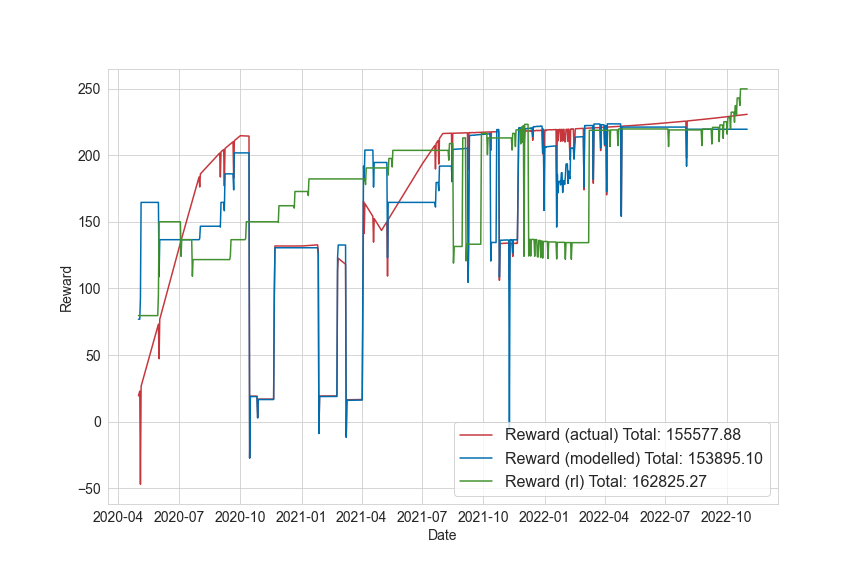 250
200
150
100
50
0
−50
Reward
Reward (actual) Total: 155577.88
Reward (modelled) Total: 153895.10
Reward (rl) Total: 162825.27
2020-04 2020-07 2020-10 2021-01 2021-04 2021-07 2021-10 2022-01 2022-04 2022-07 2022-10
Date